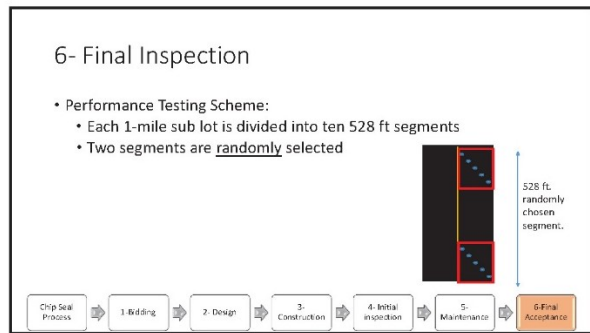 6- Final Inspection
• Performance Testing Scheme:
• Each 1-mile sub lot is divided into ten 528 ft segments
• Two segments are randomly selected
528 ft.
randomly
chosen
segment.
Chip Seal
Process
1-Bidding
2- Design
3-
Construction
4- Initial
inspection
5-
Maintenance
6-Final
Acceptance